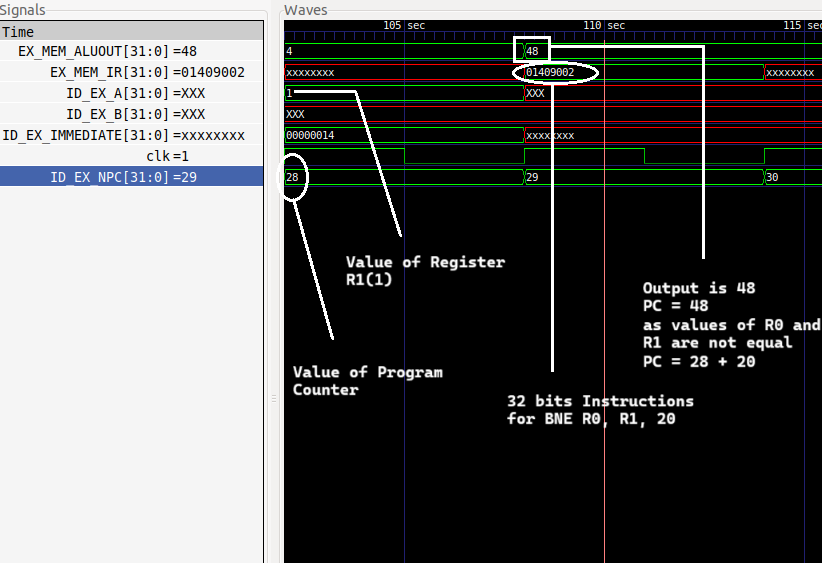 Signals
Waves
Time
105 sec 110 sec 115 sec
EX_MEM_ALUOUT[31:0] =48 4 48
EX_MEM_IR[31:0] =01409002 xxxxxxxx 01409002 xxxxxxxx
ID_EX_A[31:0] =XXX 1 XXX
ID_EX_B[31:0] =XXX XXX
ID_EX_IMMEDIATE[31:0] =xxxxxxxx 00000014 xxxxxxxx
clk =1
ID_EX_NPC[31:0] =29 28 29 30
Value of Register
R1(1)
Output is 48
PC = 48
as values of R0 and
R1 are not equal
PC = 28 + 20
Value of Program
Counter
32 bits Instructions
for BNE R0, R1, 20